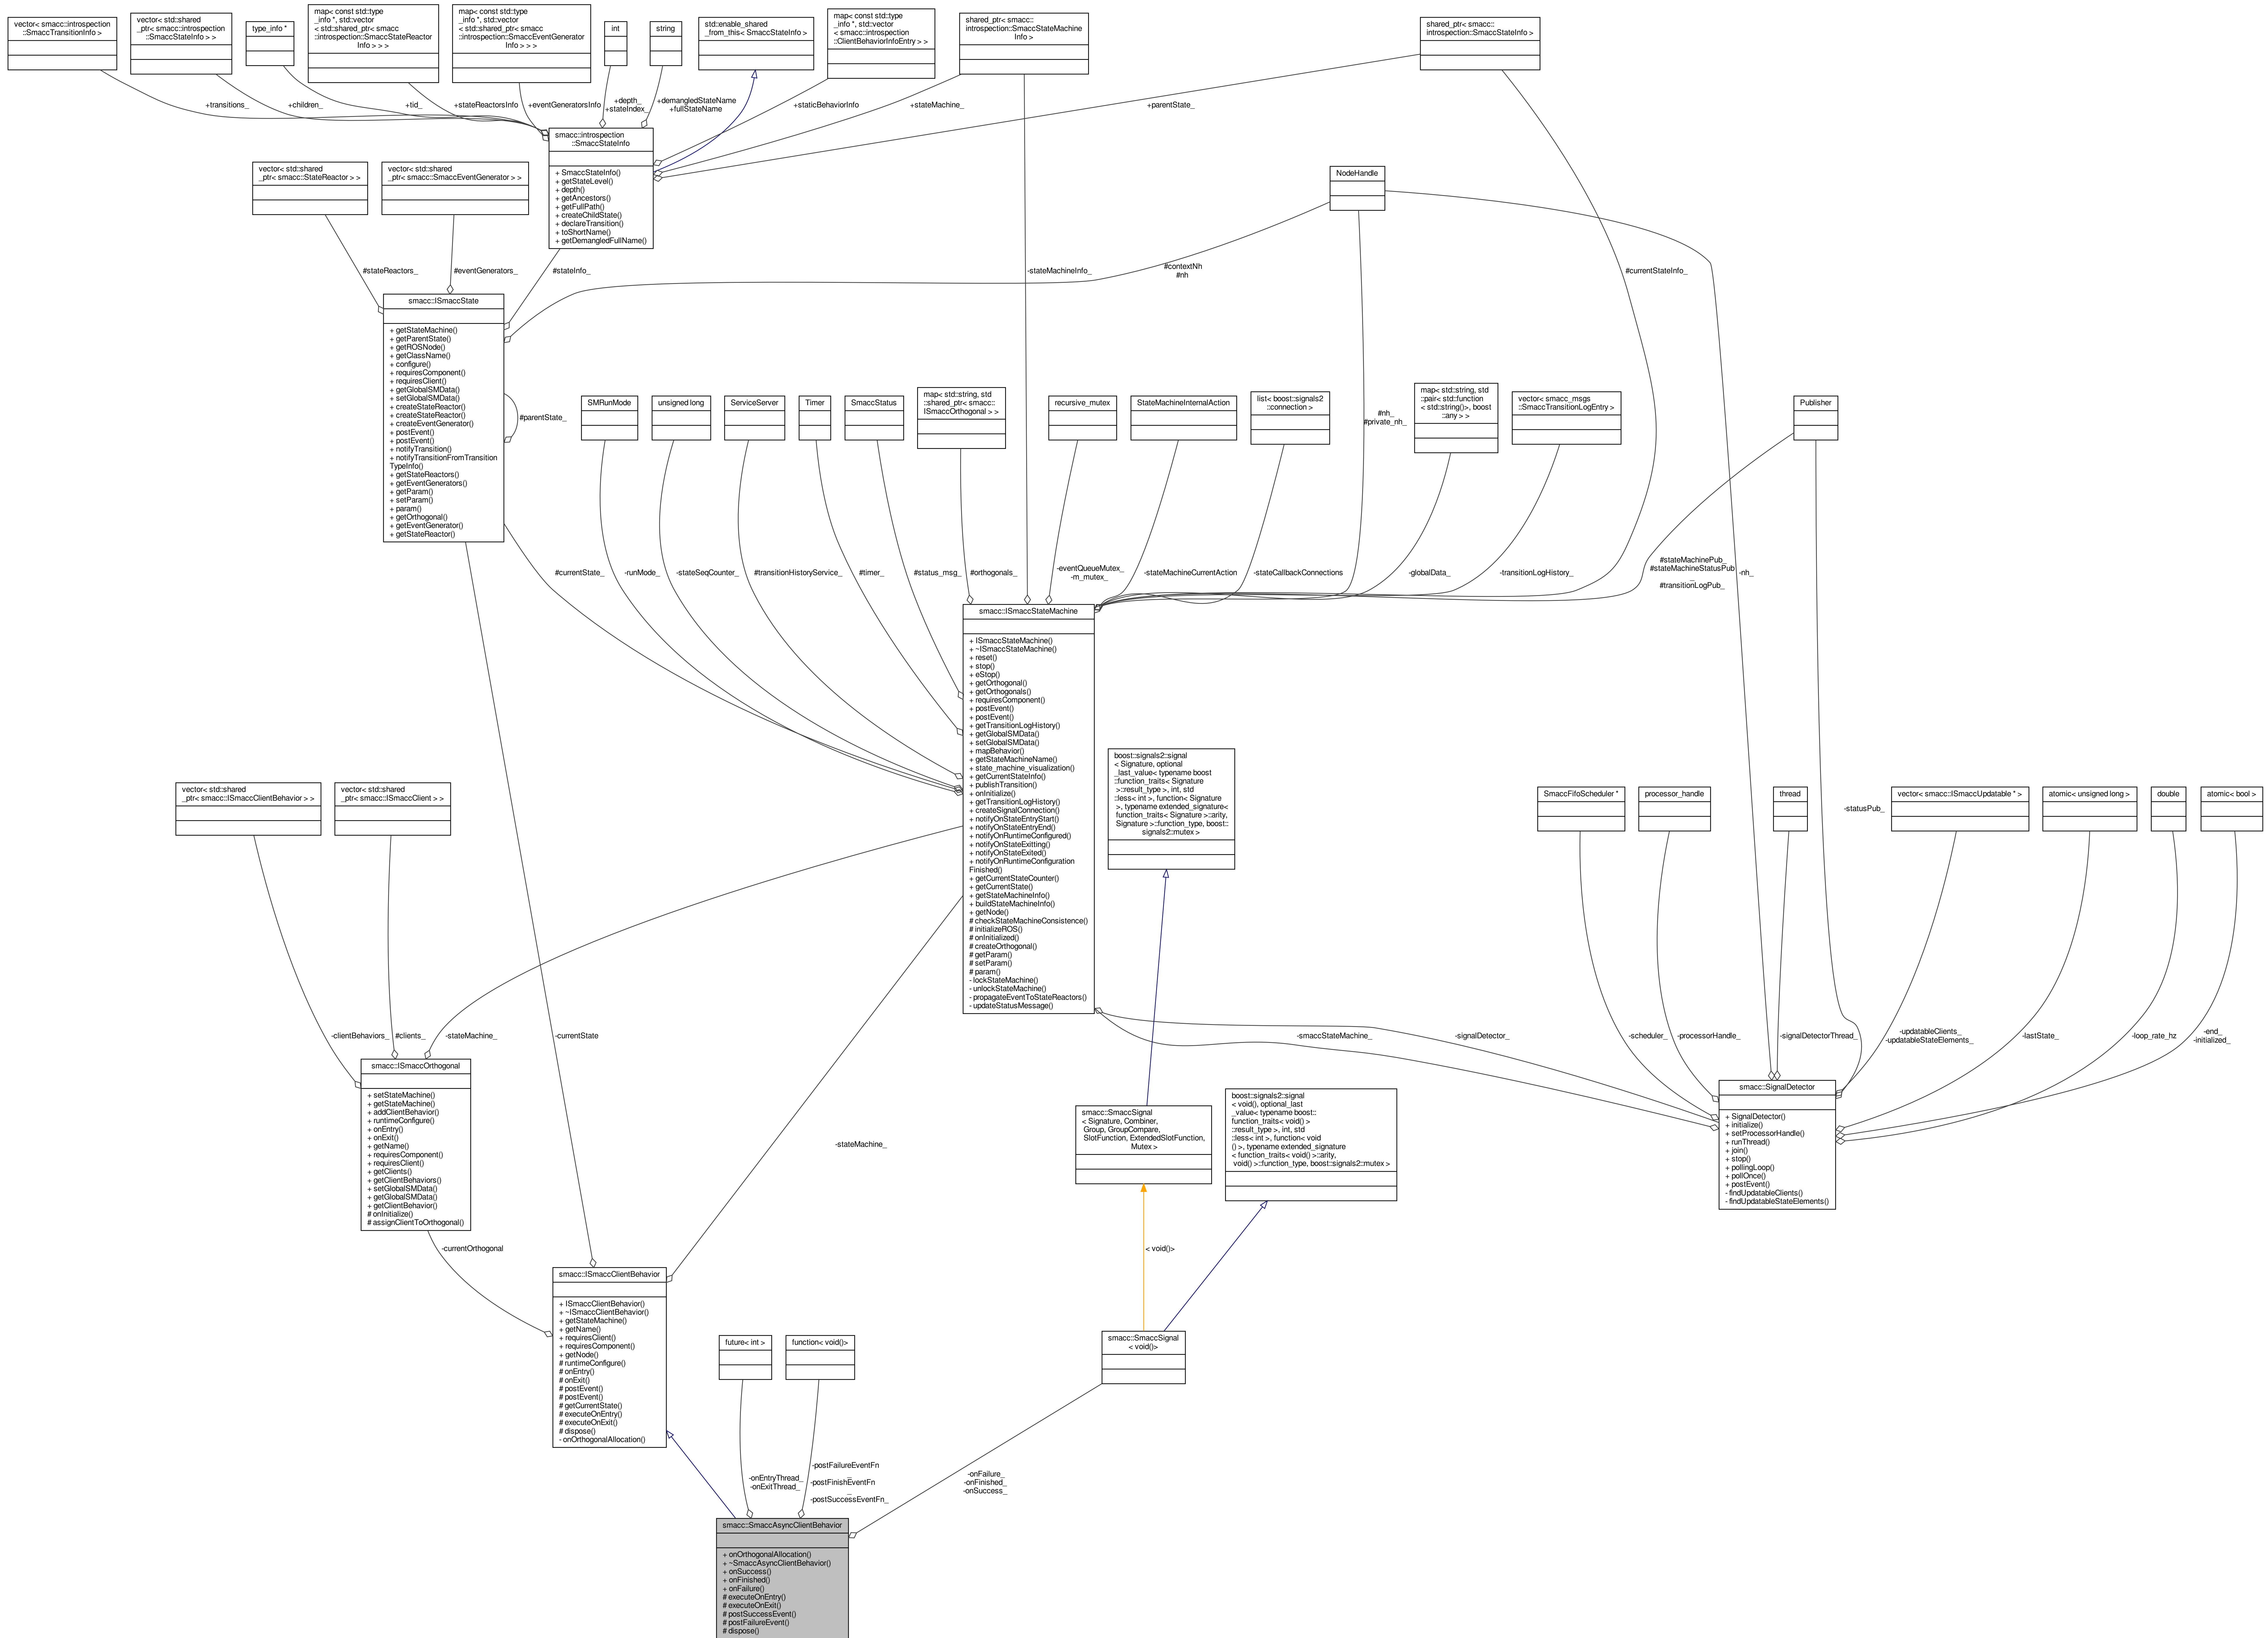 vector< smacc::introspection
::SmaccTransitionInfo >
vector< std::shared
_ptr< smacc::introspection
::SmaccStateInfo > >
type_info *
map< const std::type
_info *, std::vector
< std::shared_ptr< smacc
::introspection::SmaccStateReactor
Info > > >
map< const std::type
_info *, std::vector
< std::shared_ptr< smacc
::introspection::SmaccEventGenerator
Info > > >
int
string
std::enable_shared
_from_this< SmaccStateInfo >
map< const std::type
_info *, std::vector
< smacc::introspection
::ClientBehaviorInfoEntry > >
shared_ptr< smacc::
introspection::SmaccStateMachine
Info >
shared_ptr< smacc::
introspection::SmaccStateInfo >
+transitions_
+children_
+tid_
+stateReactorsInfo
+eventGeneratorsInfo
+depth_
+stateIndex_
+demangledStateName
+fullStateName
+staticBehaviorInfo
+stateMachine_
+parentState_
smacc::introspection
::SmaccStateInfo
+ SmaccStateInfo()
+ getStateLevel()
+ depth()
+ getAncestors()
+ getFullPath()
+ createChildState()
+ declareTransition()
+ toShortName()
+ getDemangledFullName()
vector< std::shared
_ptr< smacc::StateReactor > >
vector< std::shared
_ptr< smacc::SmaccEventGenerator > >
NodeHandle
#stateReactors_
#eventGenerators_
#stateInfo_
-stateMachineInfo_
#contextNh
#nh
#currentStateInfo_
smacc::ISmaccState
+ getStateMachine()
+ getParentState()
+ getROSNode()
+ getClassName()
+ configure()
+ requiresComponent()
+ requiresClient()
+ getGlobalSMData()
+ setGlobalSMData()
+ createStateReactor()
+ createStateReactor()
+ createEventGenerator()
+ postEvent()
+ postEvent()
+ notifyTransition()
+ notifyTransitionFromTransition
TypeInfo()
+ getStateReactors()
+ getEventGenerators()
+ getParam()
+ setParam()
+ param()
+ getOrthogonal()
+ getEventGenerator()
+ getStateReactor()
#parentState_
SMRunMode
unsigned long
ServiceServer
Timer
SmaccStatus
map< std::string, std
::shared_ptr< smacc::
ISmaccOrthogonal > >
recursive_mutex
StateMachineInternalAction
list< boost::signals2
::connection >
#nh_
#private_nh_
map< std::string, std
::pair< std::function
< std::string()>, boost
::any > >
vector< smacc_msgs
::SmaccTransitionLogEntry >
Publisher
#currentState_
-runMode_
-stateSeqCounter_
#transitionHistoryService_
#timer_
#status_msg_
#orthogonals_
-eventQueueMutex_
-m_mutex_
-stateMachineCurrentAction
-stateCallbackConnections
-globalData_
-transitionLogHistory_
#stateMachinePub_
#stateMachineStatusPub
_
#transitionLogPub_
-nh_
smacc::ISmaccStateMachine
+ ISmaccStateMachine()
+ ~ISmaccStateMachine()
+ reset()
+ stop()
+ eStop()
+ getOrthogonal()
+ getOrthogonals()
+ requiresComponent()
+ postEvent()
+ postEvent()
+ getTransitionLogHistory()
+ getGlobalSMData()
+ setGlobalSMData()
+ mapBehavior()
+ getStateMachineName()
+ state_machine_visualization()
+ getCurrentStateInfo()
+ publishTransition()
+ onInitialize()
+ getTransitionLogHistory()
+ createSignalConnection()
+ notifyOnStateEntryStart()
+ notifyOnStateEntryEnd()
+ notifyOnRuntimeConfigured()
+ notifyOnStateExitting()
+ notifyOnStateExited()
+ notifyOnRuntimeConfiguration
Finished()
+ getCurrentStateCounter()
+ getCurrentState()
+ getStateMachineInfo()
+ buildStateMachineInfo()
+ getNode()
# checkStateMachineConsistence()
# initializeROS()
# onInitialized()
# createOrthogonal()
# getParam()
# setParam()
# param()
- lockStateMachine()
- unlockStateMachine()
- propagateEventToStateReactors()
- updateStatusMessage()
boost::signals2::signal
< Signature, optional
_last_value< typename boost
::function_traits< Signature
>::result_type >, int, std
::less< int >, function< Signature
>, typename extended_signature<
function_traits< Signature >::arity,
Signature >::function_type, boost::
signals2::mutex >
vector< std::shared
_ptr< smacc::ISmaccClientBehavior > >
vector< std::shared
_ptr< smacc::ISmaccClient > >
SmaccFifoScheduler *
processor_handle
thread
-statusPub_
vector< smacc::ISmaccUpdatable * >
atomic< unsigned long >
double
atomic< bool >
-clientBehaviors_
#clients_
-stateMachine_
-currentState
-smaccStateMachine_
-signalDetector_
-scheduler_
-processorHandle_
-signalDetectorThread_
-updatableClients_
-updatableStateElements_
-lastState_
-loop_rate_hz
-end_
-initialized_
smacc::ISmaccOrthogonal
+ setStateMachine()
+ getStateMachine()
+ addClientBehavior()
+ runtimeConfigure()
+ onEntry()
+ onExit()
+ getName()
+ requiresComponent()
+ requiresClient()
+ getClients()
+ getClientBehaviors()
+ setGlobalSMData()
+ getGlobalSMData()
+ getClientBehavior()
# onInitialize()
# assignClientToOrthogonal()
-stateMachine_
smacc::SmaccSignal
< Signature, Combiner,
Group, GroupCompare,
SlotFunction, ExtendedSlotFunction,
Mutex >
boost::signals2::signal
< void(), optional_last
_value< typename boost::
function_traits< void() >
::result_type >, int, std
::less< int >, function< void
() >, typename extended_signature
< function_traits< void() >::arity,
void() >::function_type, boost::signals2::mutex >
smacc::SignalDetector
+ SignalDetector()
+ initialize()
+ setProcessorHandle()
+ runThread()
+ join()
+ stop()
+ pollingLoop()
+ pollOnce()
+ postEvent()
- findUpdatableClients()
- findUpdatableStateElements()
-currentOrthogonal
< void()>
smacc::ISmaccClientBehavior
+ ISmaccClientBehavior()
+ ~ISmaccClientBehavior()
+ getStateMachine()
+ getName()
+ requiresClient()
+ requiresComponent()
+ getNode()
# runtimeConfigure()
# onEntry()
# onExit()
# postEvent()
# postEvent()
# getCurrentState()
# executeOnEntry()
# executeOnExit()
# dispose()
- onOrthogonalAllocation()
future< int >
function< void()>
smacc::SmaccSignal
< void()>
-onEntryThread_
-onExitThread_
-postFailureEventFn
_
-postFinishEventFn
_
-postSuccessEventFn_
-onFailure_
-onFinished_
-onSuccess_
smacc::SmaccAsyncClientBehavior
+ onOrthogonalAllocation()
+ ~SmaccAsyncClientBehavior()
+ onSuccess()
+ onFinished()
+ onFailure()
# executeOnEntry()
# executeOnExit()
# postSuccessEvent()
# postFailureEvent()
# dispose()